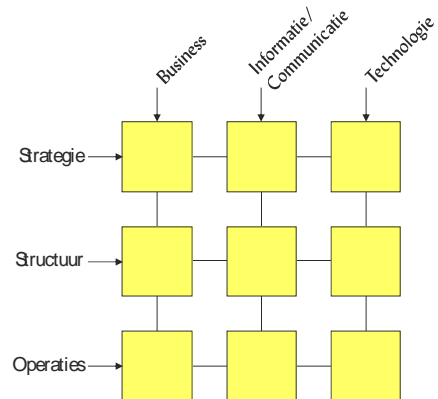 Business
Informatie/
Communicatie
Technologie
Strategie
Structuur
Operaties